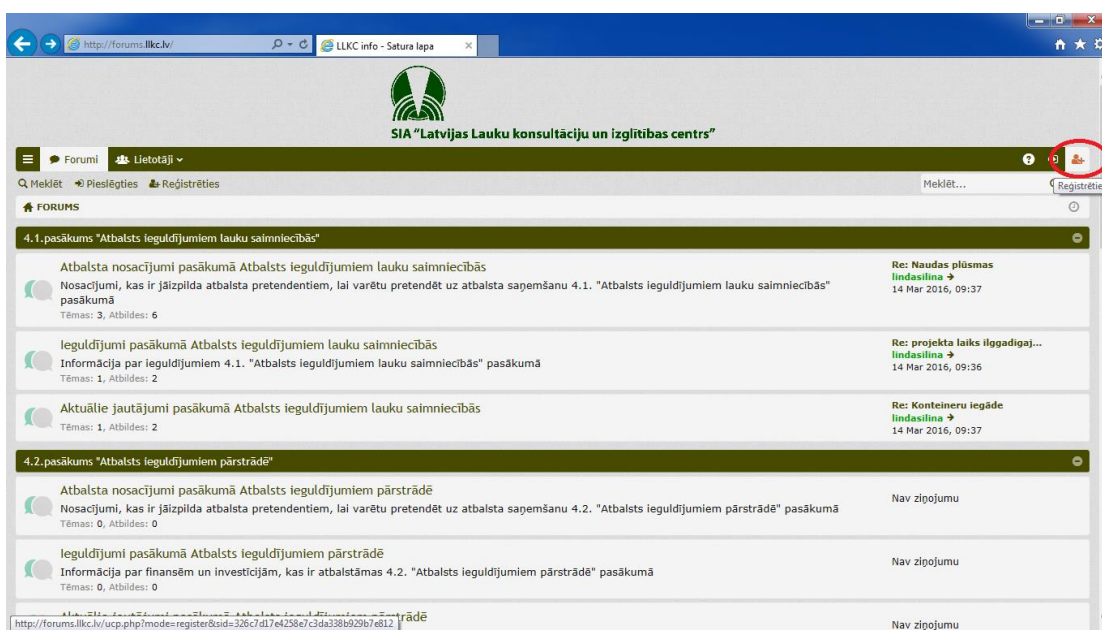 http://forums.llkc.lv/
LLKC info - Satura lapa
SIA "Latvijas Lauku konsultāciju un izglītības centrs"
Forumi Lietotāji
Meklēt Pieslēgties Reģistrēties
Meklēt...
Reģistrētie
FORUMS
4.1.pasākums "Atbalsts ieguldījumiem lauku saimniecībās"
Atbalsta nosacījumi pasākumā Atbalsts ieguldījumiem lauku saimniecībās
Nosacījumi, kas ir jāizpilda atbalsta pretendentiem, lai varētu pretendēt uz atbalsta saņemšanu 4.1. "Atbalsts ieguldījumiem lauku saimniecībās"
pasākumā
Tēmas: 3, Atbildes: 6
Re: Naudas plūsmas
lindasilina
14 Mar 2016, 09:37
Ieguldījumi pasākumā Atbalsts ieguldījumiem lauku saimniecībās
Informācija par ieguldījumiem 4.1. "Atbalsts ieguldījumiem lauku saimniecībās" pasākumā
Tēmas: 1, Atbildes: 2
Re: projekta laiks ilggadigaj...
lindasilina
14 Mar 2016, 09:36
Aktuālie jautājumi pasākumā Atbalsts ieguldījumiem lauku saimniecībās
Tēmas: 1, Atbildes: 2
Re: Konteineru iegāde
lindasilina
14 Mar 2016, 09:37
4.2.pasākums "Atbalsts ieguldījumiem pārstrādē"
Atbalsta nosacījumi pasākumā Atbalsts ieguldījumiem pārstrādē
Nosacījumi, kas ir jāizpilda atbalsta pretendentiem, lai varētu pretendēt uz atbalsta saņemšanu 4.2. "Atbalsts ieguldījumiem pārstrādē" pasākumā
Tēmas: 0, Atbildes: 0
Nav ziņojumu
Ieguldījumi pasākumā Atbalsts ieguldījumiem pārstrādē
Informācija par finansēm un investīcijām, kas ir atbalstāmas 4.2. "Atbalsts ieguldījumiem pārstrādē" pasākumā
Tēmas: 0, Atbildes: 0
Nav ziņojumu
Aktuālie jautājumi pasākumā Atbalsts ieguldījumiem pārstrādē
Nav ziņojumu
http://forums.llkc.lv/ucp.php?mode=register&sid=326c7d17e4258e7c3da338b929b7e812